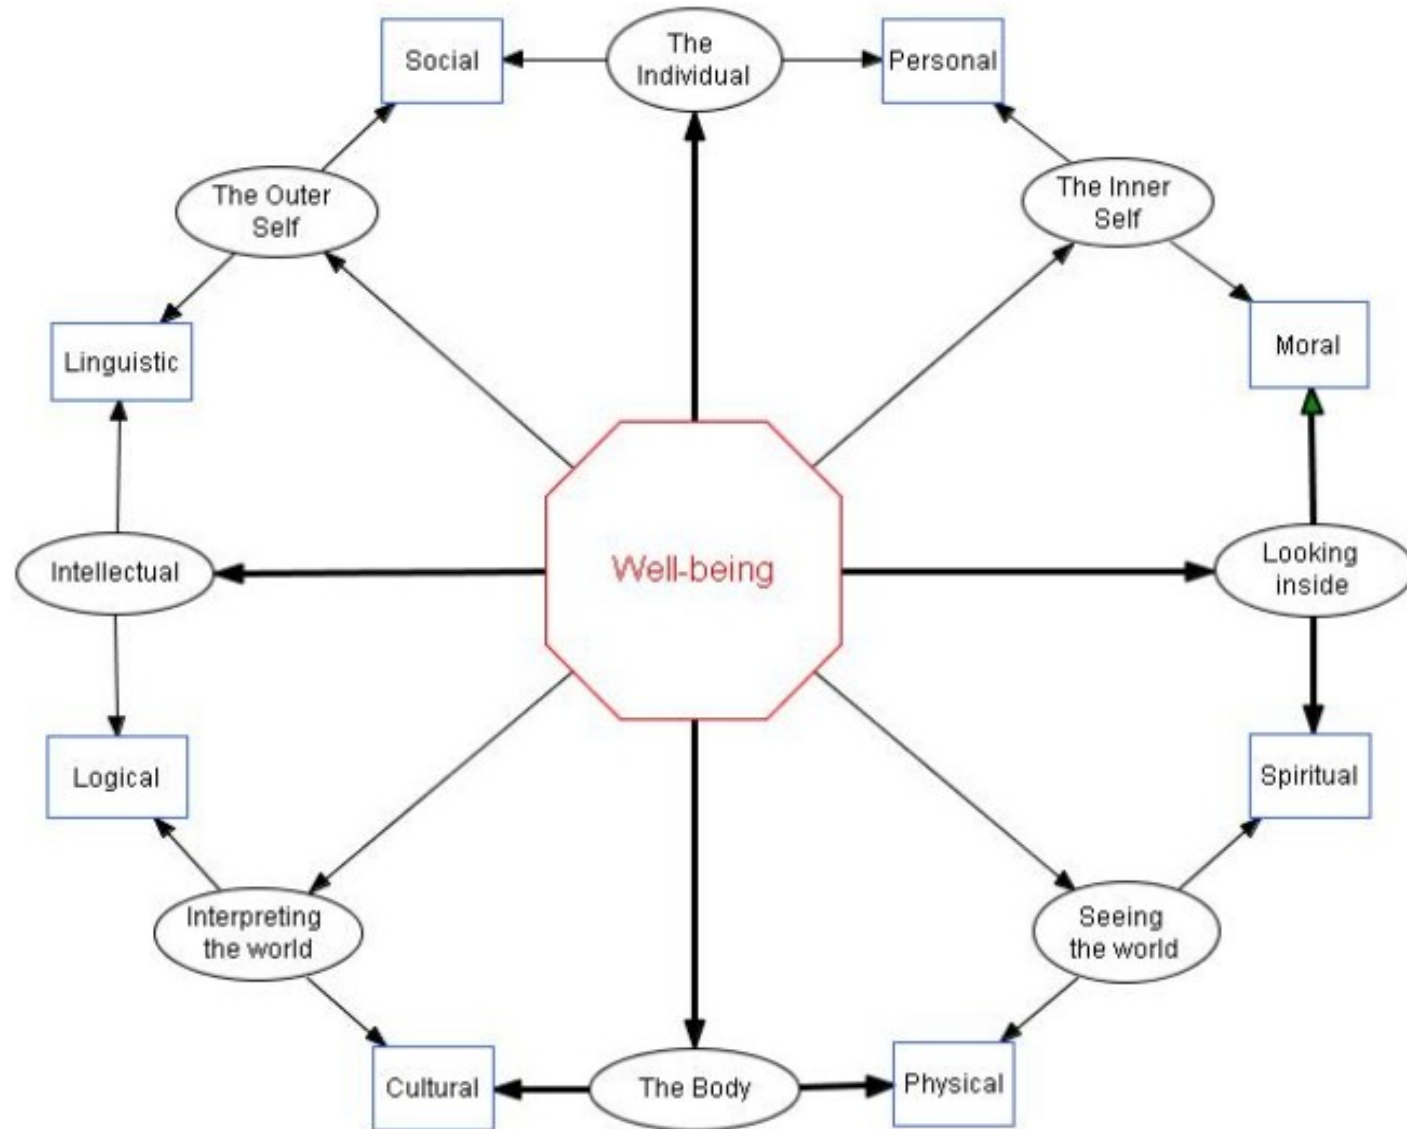 Social
The
Individual
Personal
The Outer
Self
The Inner
Self
Linguistic
Moral
Intellectual
Well-being
Looking
inside
Logical
Spiritual
Interpreting
the world
Seeing
the world
Cultural
The Body
Physical